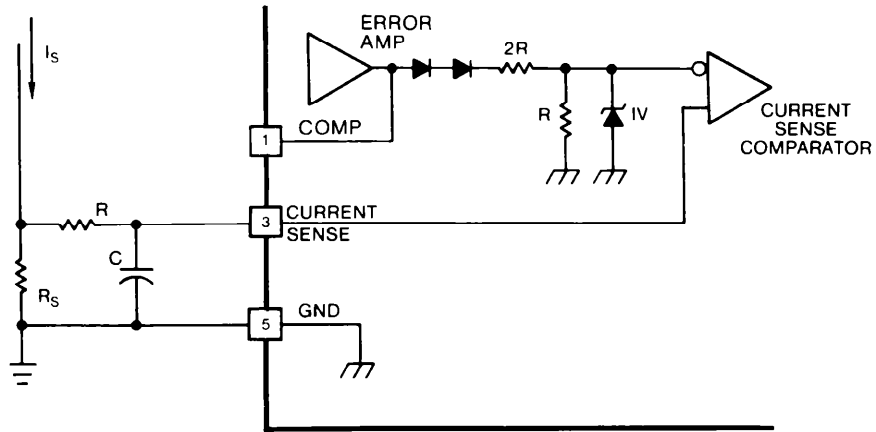 ERROR
AMP
I_S
2R
R
1V
CURRENT
SENSE
COMPARATOR
1
COMP
R
3
CURRENT
SENSE
C
R_S
5
GND